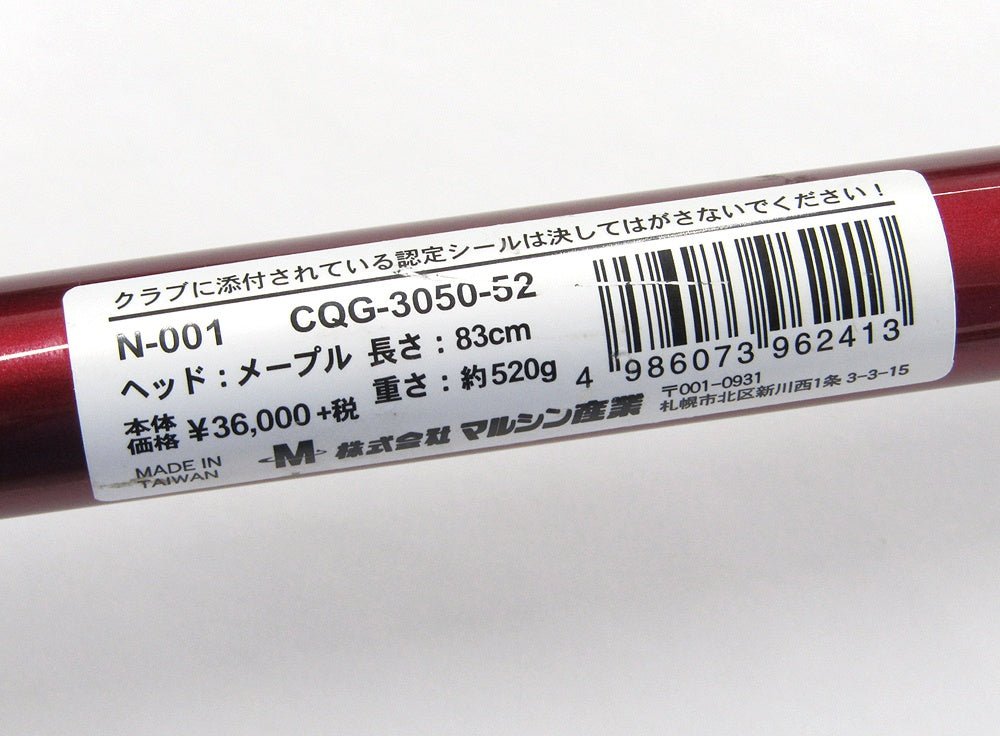 クラブに添付されている認定シールは決してはがさないでください！
N-001 CQG-3050-52
ヘッド：メープル 長さ：83cm
重さ：約520g
本体価格 ¥36,000+税
MADE IN
TAIWAN
M 株式会社 マルシン産業
4 986073 962413
〒001-0931
札幌市北区新川西1条 3-3-15